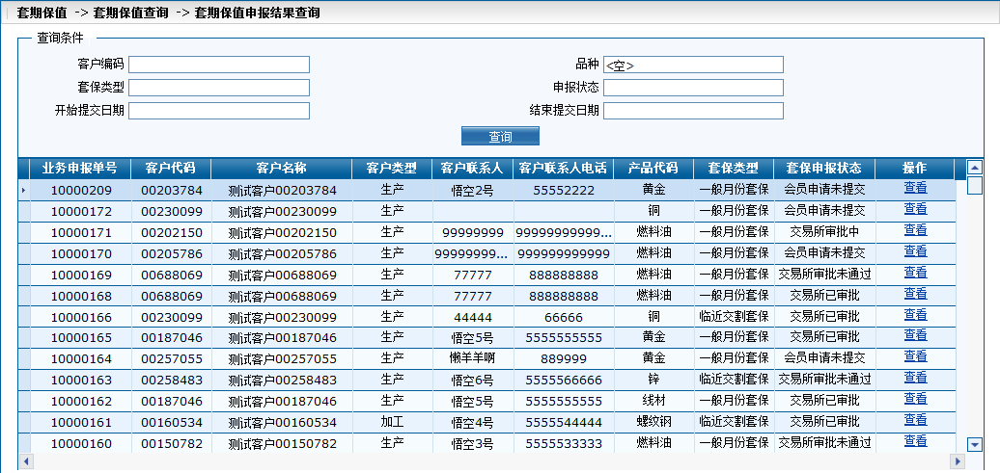 套期保值 -> 套期保值查询 -> 套期保值申报结果查询
查询条件
客户编码 品种 <空>
套保类型 申报状态
开始提交日期 结束提交日期
查询
业务申报单号 客户代码 客户名称 客户类型 客户联系人 客户联系人电话 产品代码 套保类型 套保申报状态 操作
10000209 00203784 测试客户00203784 生产 悟空2号 55552222 黄金 一般月份套保 会员申请未提交 查看
10000172 00230099 测试客户00230099 生产 铜 一般月份套保 会员申请未提交 查看
10000171 00202150 测试客户00202150 生产 99999999 99999999999... 燃料油 一般月份套保 交易所审批中 查看
10000170 00205786 测试客户00205786 生产 99999999... 999999999999 燃料油 一般月份套保 会员申请未提交 查看
10000169 00688069 测试客户00688069 生产 77777 888888888 燃料油 一般月份套保 交易所审批未通过 查看
10000168 00688069 测试客户00688069 生产 77777 888888888 燃料油 一般月份套保 交易所已审批 查看
10000166 00230099 测试客户00230099 生产 44444 66666 铜 临近交割套保 交易所已审批 查看
10000165 00187046 测试客户00187046 生产 悟空5号 5555555555 黄金 一般月份套保 交易所已审批 查看
10000164 00257055 测试客户00257055 生产 懒羊羊啊 889999 黄金 一般月份套保 会员申请未提交 查看
10000163 00258483 测试客户00258483 生产 悟空6号 5555566666 锌 临近交割套保 交易所审批未通过 查看
10000162 00187046 测试客户00187046 生产 悟空5号 5555555555 线材 一般月份套保 交易所已审批 查看
10000161 00160534 测试客户00160534 加工 悟空4号 5555544444 螺纹钢 临近交割套保 交易所已审批 查看
10000160 00150782 测试客户00150782 生产 悟空3号 5555533333 燃料油 一般月份套保 交易所审批未通过 查看